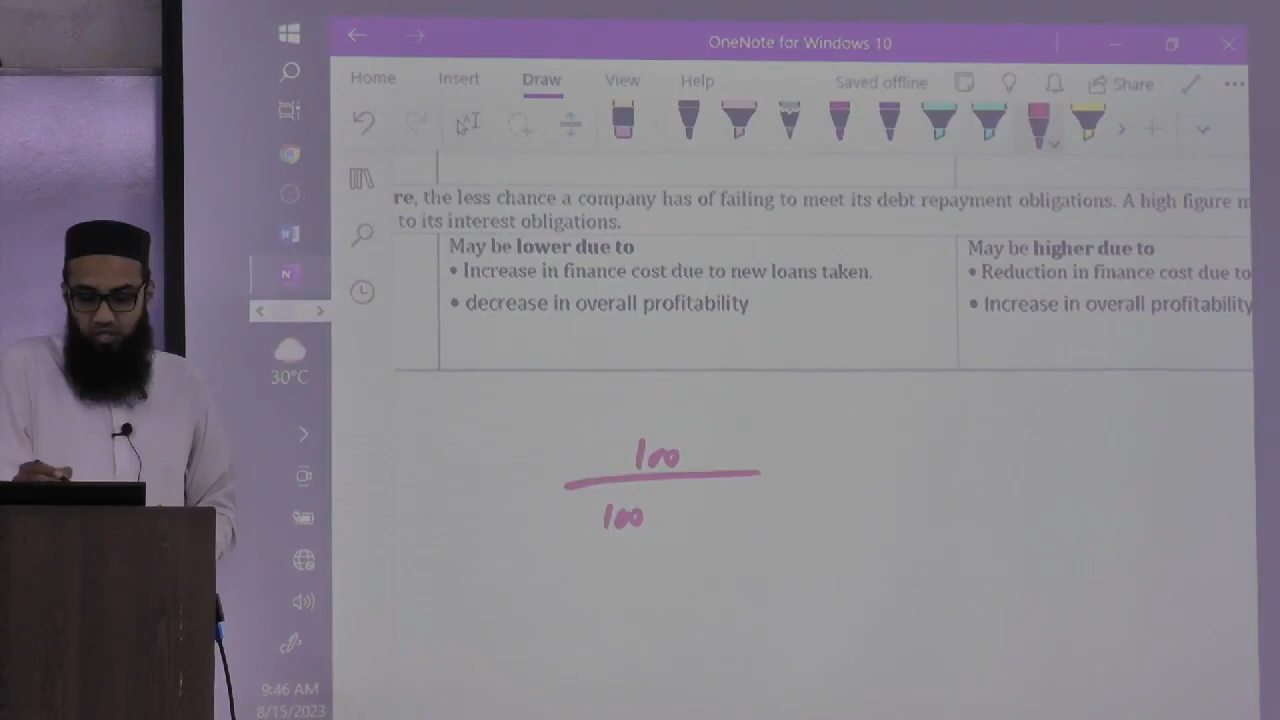 OneNote for Windows 10
Home Insert Draw View Help Saved offline Share
re, the less chance a company has of failing to meet its debt repayment obligations. A high figure m
to its interest obligations.
May be lower due to
• Increase in finance cost due to new loans taken.
• decrease in overall profitability
May be higher due to
• Reduction in finance cost due to
• Increase in overall profitability
30°C
100
100
9:46 AM
8/15/2023